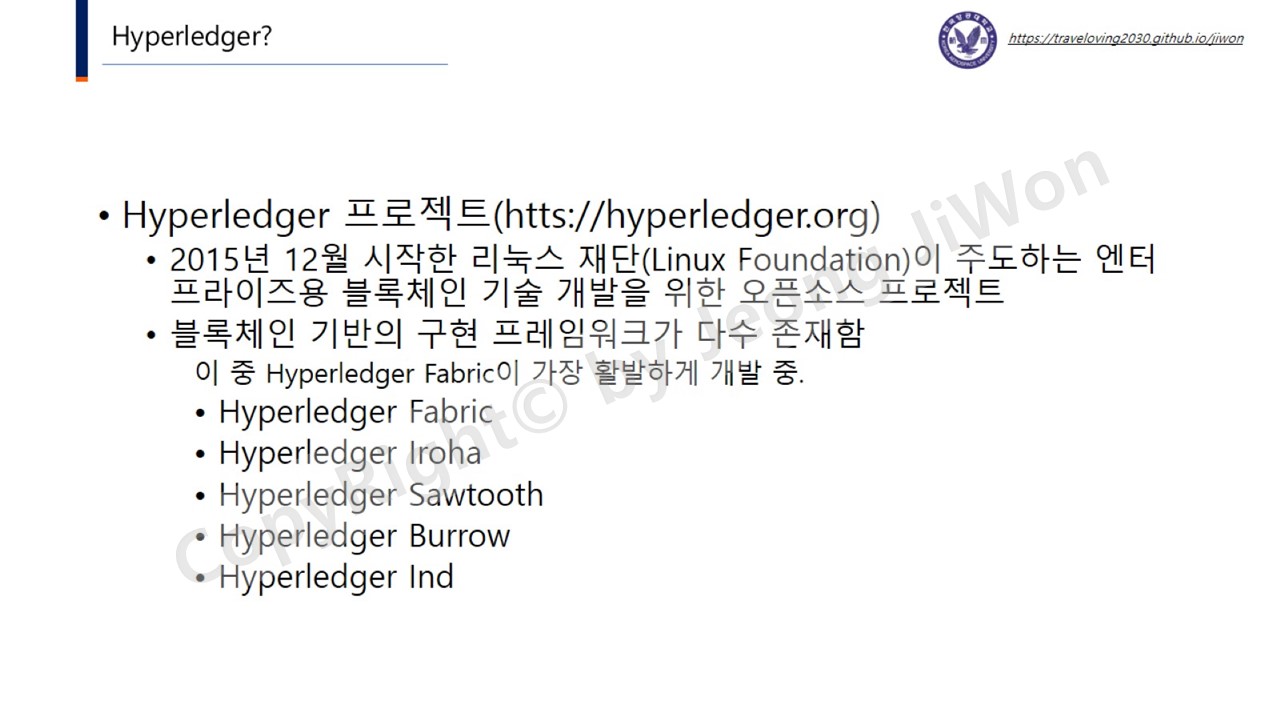 Hyperledger?
https://traveloving2030.github.io/jiwon
• Hyperledger 프로젝트(htts://hyperledger.org)
• 2015년 12월 시작한 리눅스 재단(Linux Foundation)이 주도하는 엔터
프라이즈용 블록체인 기술 개발을 위한 오픈소스 프로젝트
• 블록체인 기반의 구현 프레임워크가 다수 존재함
이 중 Hyperledger Fabric이 가장 활발하게 개발 중.
• Hyperledger Fabric
• Hyperledger Iroha
• Hyperledger Sawtooth
• Hyperledger Burrow
• Hyperledger Ind
CopyRight© by Jeong JiWon